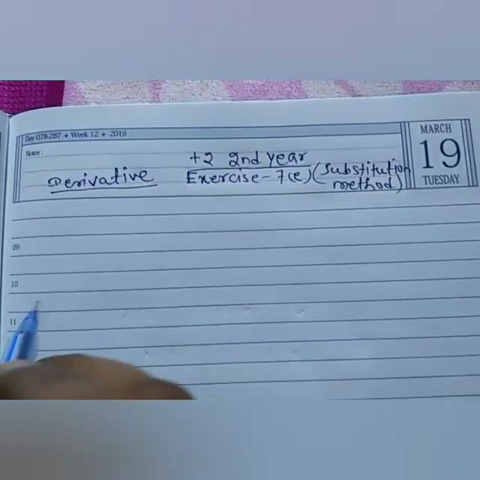 Day 078-287 + Week 12 + 2019
MARCH
19
TUESDAY
Notes :
+2 2nd year
Derivative Exercise - 7(e) (Substitution
method)
09
10
11